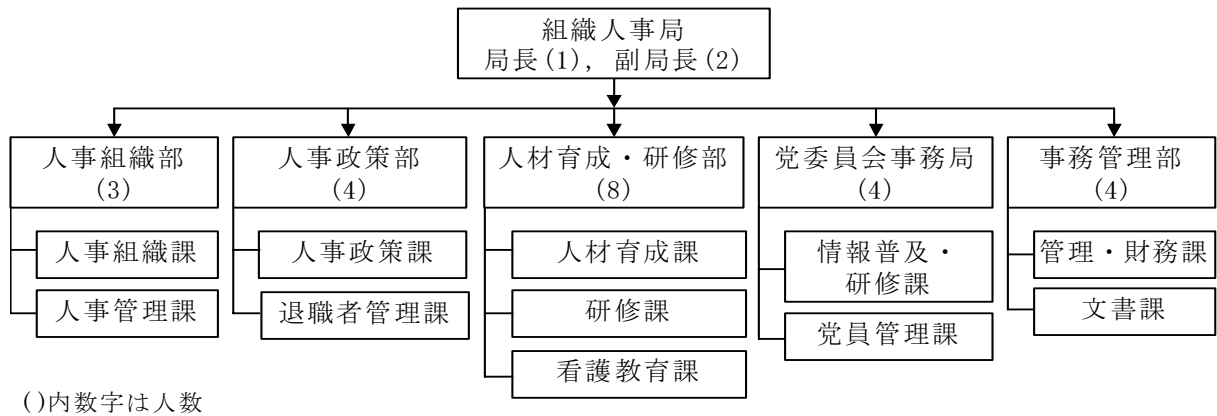 組織人事局
局長(1), 副局長(2)
人事組織部
(3)
人事政策部
(4)
人材育成・研修部
(8)
党委員会事務局
(4)
事務管理部
(4)
人事組織課
人事管理課
人事政策課
退職者管理課
人材育成課
研修課
看護教育課
情報普及・
研修課
党員管理課
管理・財務課
文書課
()内数字は人数